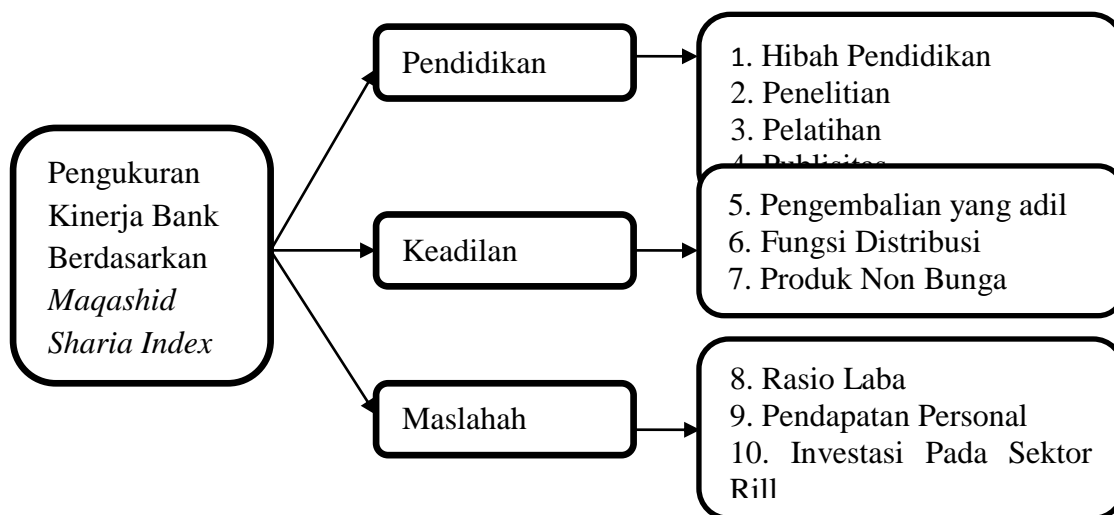 Pengukuran
Kinerja Bank
Berdasarkan
Maqashid
Sharia Index
Pendidikan
1. Hibah Pendidikan
2. Penelitian
3. Pelatihan
4. Publisitas
Keadilan
5. Pengembalian yang adil
6. Fungsi Distribusi
7. Produk Non Bunga
Maslahah
8. Rasio Laba
9. Pendapatan Personal
10. Investasi Pada Sektor
Rill